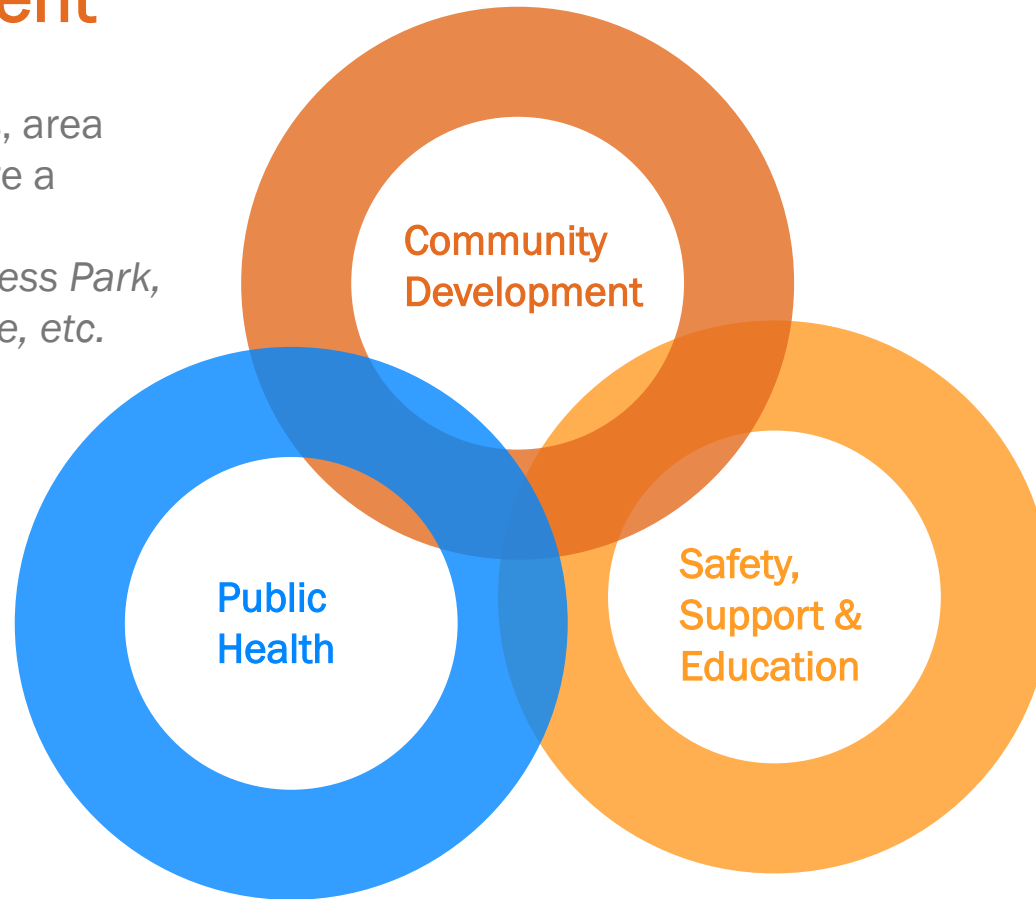 ent
, area
e a
ess Park,
e, etc.
Community
Development
Public
Health
Safety,
Support &
Education